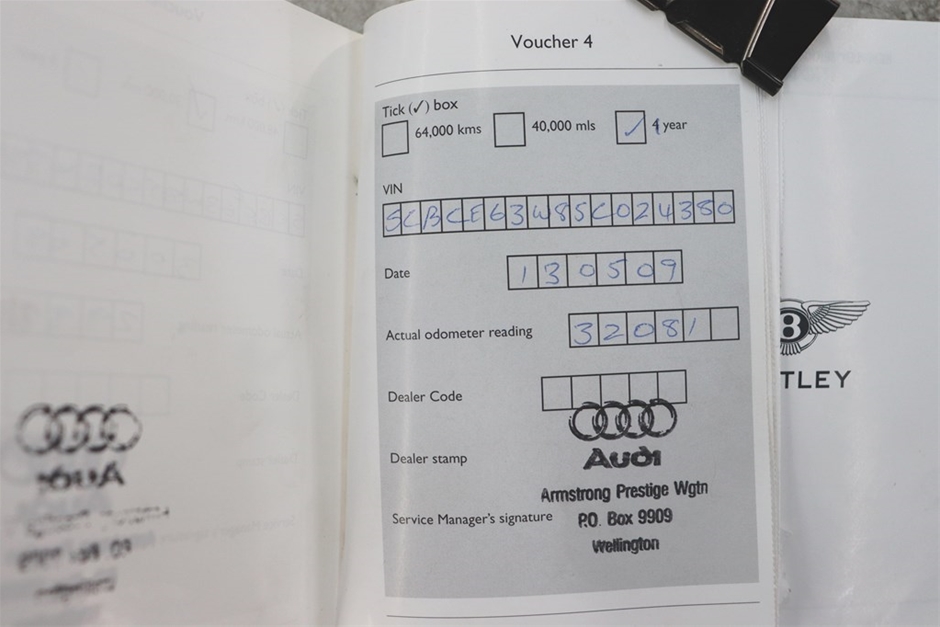 Voucher 4
Tick (✓) box
64,000 kms 40,000 mls ✓ 4 year
VIN
SCBCE63W85C024380
Date 130509
Actual odometer reading 32081
Dealer Code
Audi
Dealer stamp
Armstrong Prestige Wgtn
Service Manager's signature P.O. Box 9909
Wellington
B
TLEY